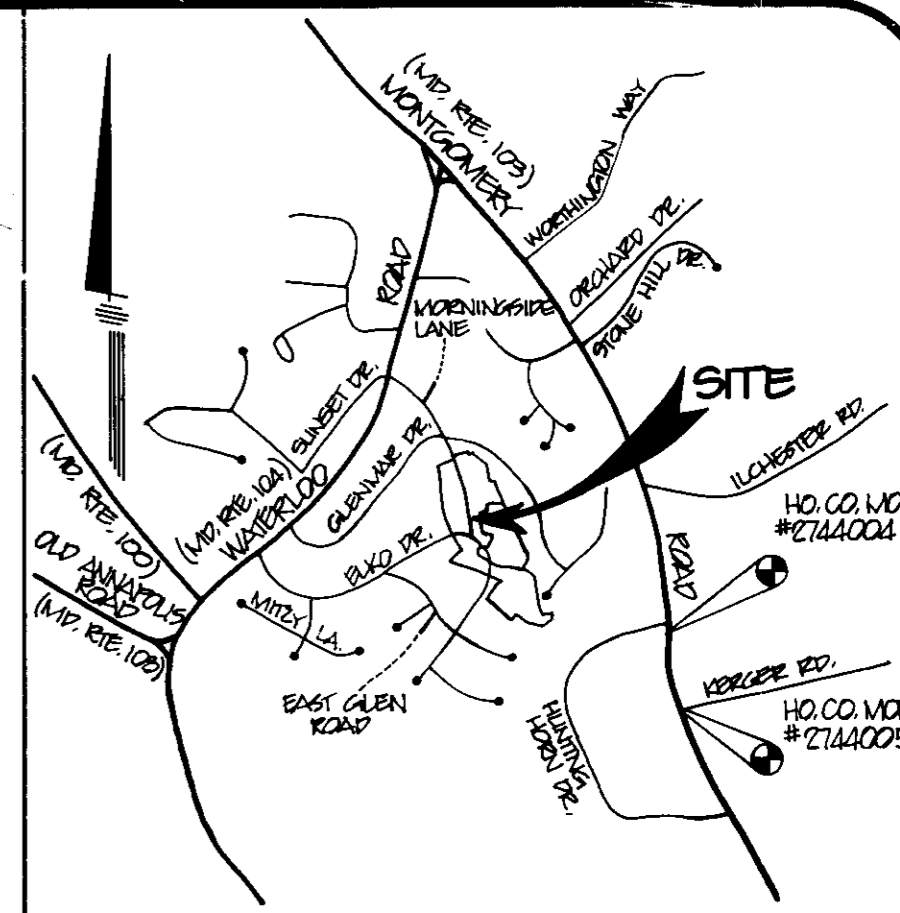 (MD. RTE. 103)
MONTGOMERY
WORTHINGTON WAY
ORCHARD DR.
STONE HILL DR.
ROAD
MORNINGSIDE
LANE
SITE
SUNSET DR.
GLENMAR DR.
ILCHESTER RD.
(MD. RTE. 104)
WATERLOO
(MD. RTE. 100)
OLD ANNAPOLIS
ROAD
(MD. RTE. 108)
ELKO DR.
MITZY LA.
EAST GLEN
ROAD
ROAD
HO. CO. MO
#2744004
KERGER RD.
HO. CO. MO
#2744005
HUNTING
HORN DR.